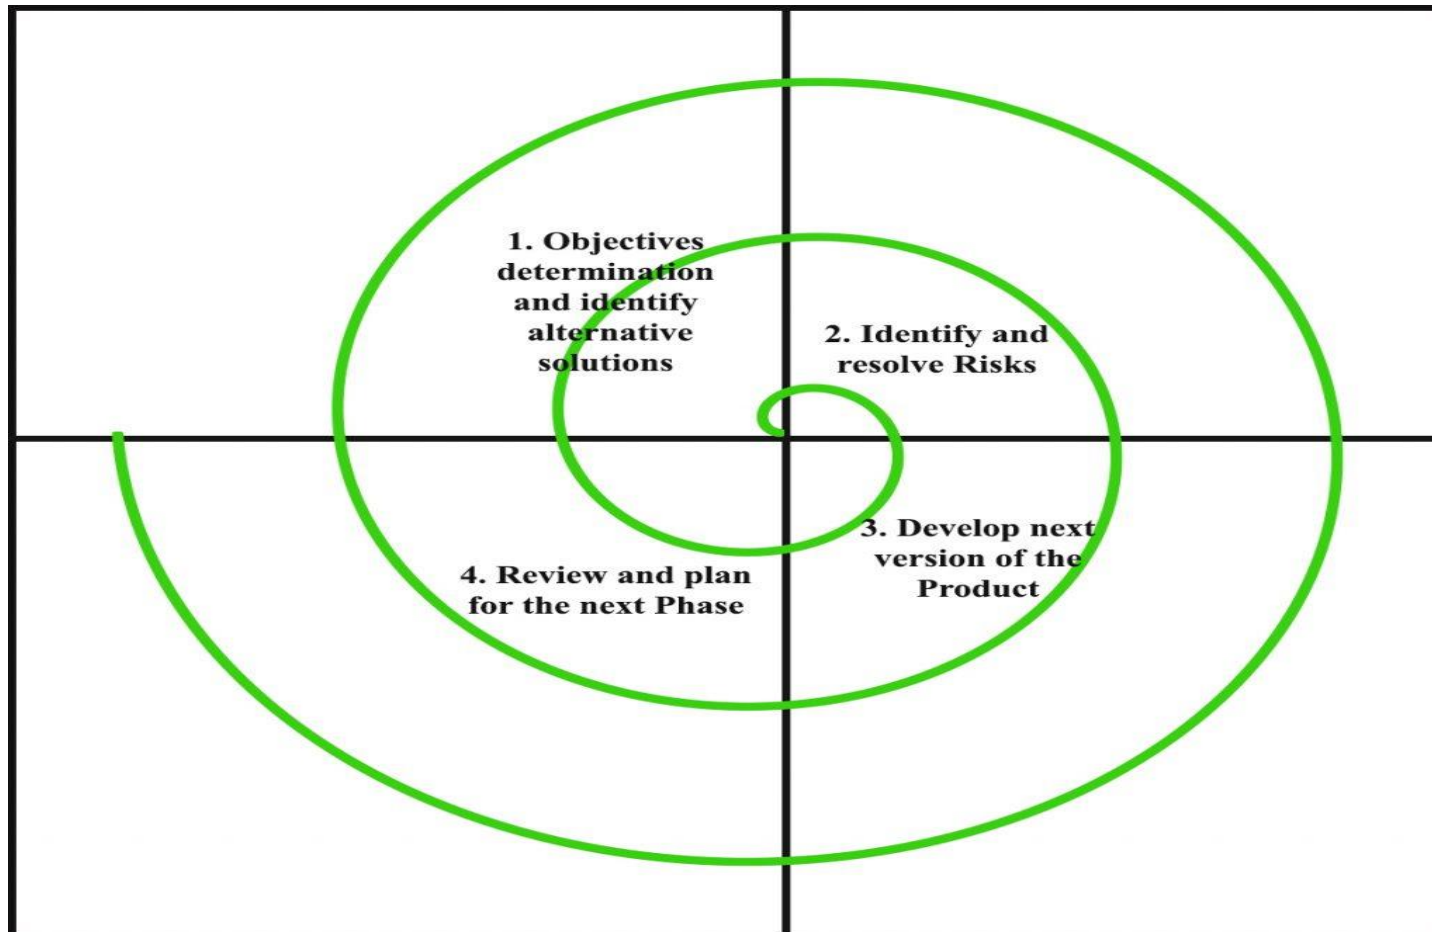 1. Objectives
determination
and identify
alternative
solutions
2. Identify and
resolve Risks
3. Develop next
version of the
Product
4. Review and plan
for the next Phase